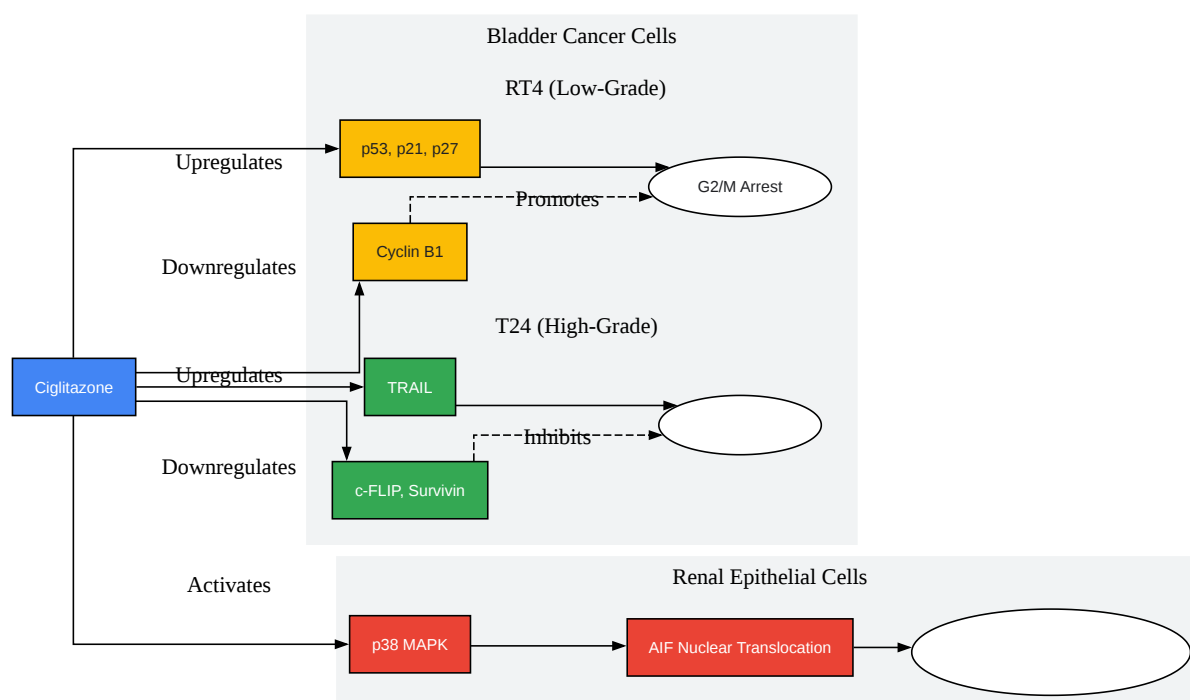 Bladder Cancer Cells
RT4 (Low-Grade)
p53, p21, p27
Upregulates
G2/M Arrest
Promotes
Cyclin B1
Downregulates
T24 (High-Grade)
Upregulates
Ciglitazone
TRAIL
Inhibits
Downregulates
c-FLIP, Survivin
Renal Epithelial Cells
Activates
p38 MAPK
AIF Nuclear Translocation